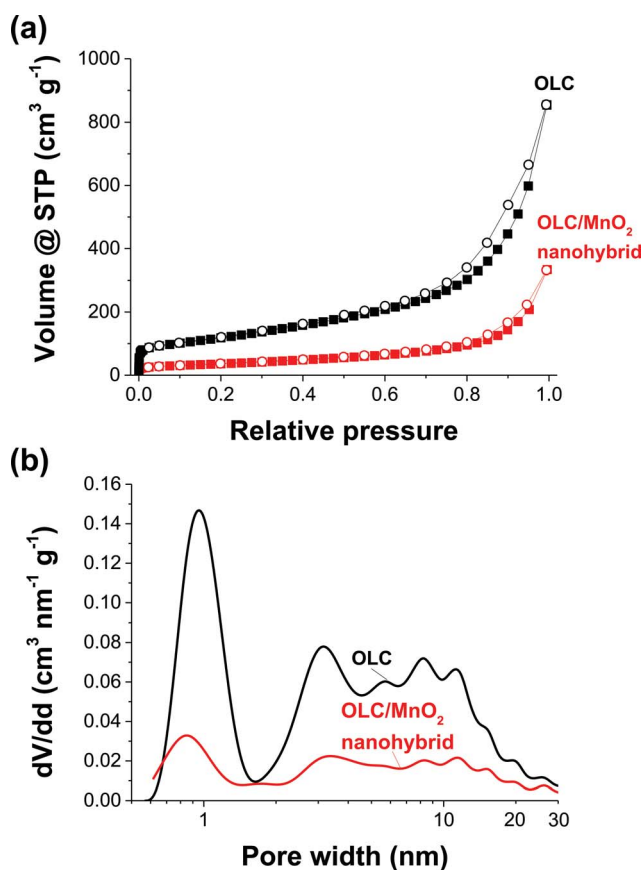 (a)
1000
800
600
400
200
0
Volume @ STP (cm³ g⁻¹)
OLC
OLC/MnO₂
nanohybrid
0.0 0.2 0.4 0.6 0.8 1.0
Relative pressure
(b)
0.16
0.14
0.12
0.10
0.08
0.06
0.04
0.02
0.00
dV/dd (cm³ nm⁻¹ g⁻¹)
OLC
OLC/MnO₂
nanohybrid
1 10 20 30
Pore width (nm)